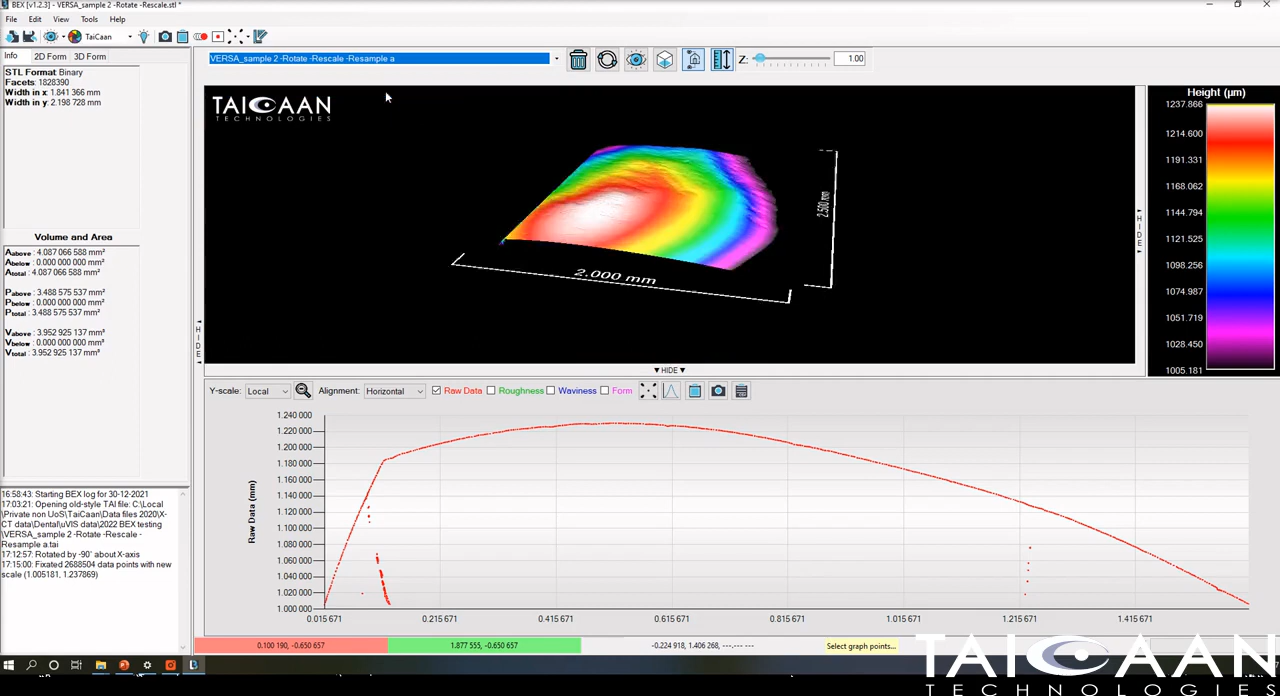 BEX [v1.2.3] - VERSA_sample 2 -Rotate -Rescale.stl *
File Edit View Tools Help
TaiCaan
Info 2D Form 3D Form
VERSA_sample 2 -Rotate -Rescale -Resample a
Z: 1.00
STL Format Binary
Facets: 1828390
Width in x: 1.841 366 mm
Width in y: 2.198 728 mm
Volume and Area
Aabove : 4.087 066 588 mm²
Abelow : 0.000 000 000 mm²
Atotal : 4.087 066 588 mm²
Pabove : 3.488 575 537 mm²
Pbelow : 0.000 000 000 mm²
Ptotal : 3.488 575 537 mm²
Vabove : 3.952 925 137 mm³
Vbelow : 0.000 000 000 mm³
Vtotal : 3.952 925 137 mm³
16:58:43: Starting BEX log for 30-12-2021
17:03:21: Opening old-style TAI file: C:\Local
\Private non UoS\TaiCaan\Data files 2020\X-
CT data\Dental\uVIS data\2022 BEX testing
\VERSA_sample 2 -Rotate -Rescale -
Resample a.tai
17:12:57: Rotated by -90° about X-axis
17:15:00: Fixated 2688504 data points with new
scale (1.005181, 1.237869)
HIDE
TAICAAN
TECHNOLOGIES
2.000 mm
2.500 mm
HIDE
Height (µm)
1237.866
1214.600
1191.331
1168.062
1144.794
1121.525
1098.256
1074.987
1051.719
1028.450
1005.181
▼ HIDE ▼
Y-scale: Local Alignment: Horizontal Raw Data Roughness Waviness Form
Raw Data (mm)
1.240 000
1.220 000
1.200 000
1.180 000
1.160 000
1.140 000
1.120 000
1.100 000
1.080 000
1.060 000
1.040 000
1.020 000
1.000 000
0.015 671 0.215 671 0.415 671 0.615 671 0.815 671 1.015 671 1.215 671 1.415 671
0.100 190, -0.650 657 1.877 555, -0.650 657 -0.224 918, 1.406 268, ---.--- --- Select graph points...
TAICAAN
TECHNOLOGIES